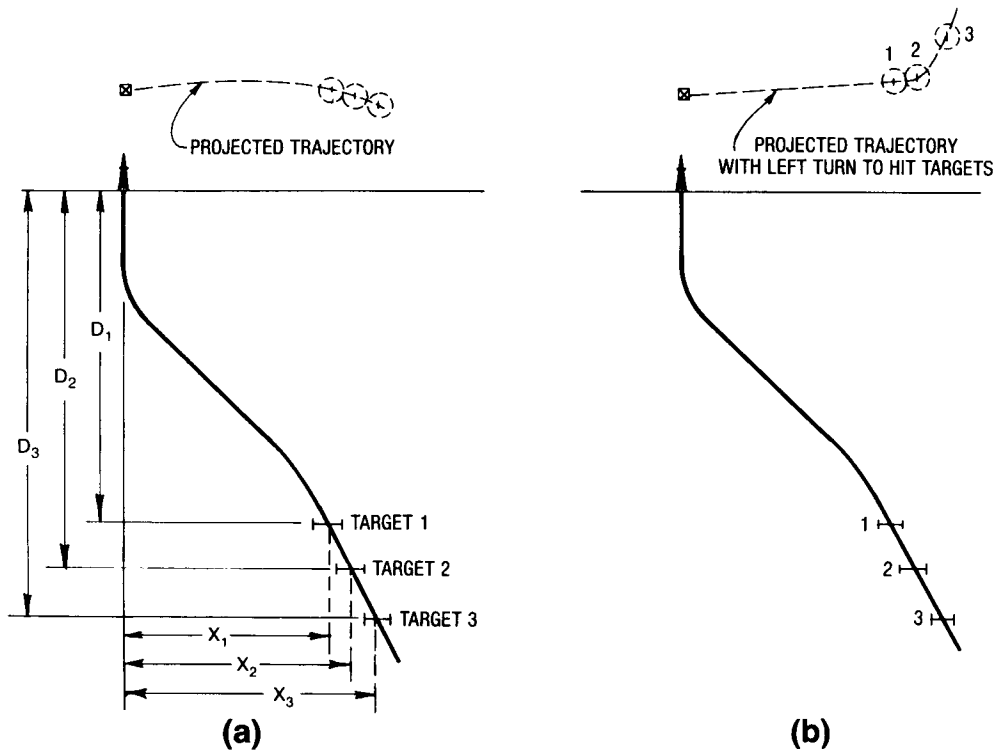 PROJECTED TRAJECTORY
D₁
D₂
D₃
TARGET 1
TARGET 2
TARGET 3
X₁
X₂
X₃
(a)
1 2 3
PROJECTED TRAJECTORY
WITH LEFT TURN TO HIT TARGETS
1
2
3
(b)